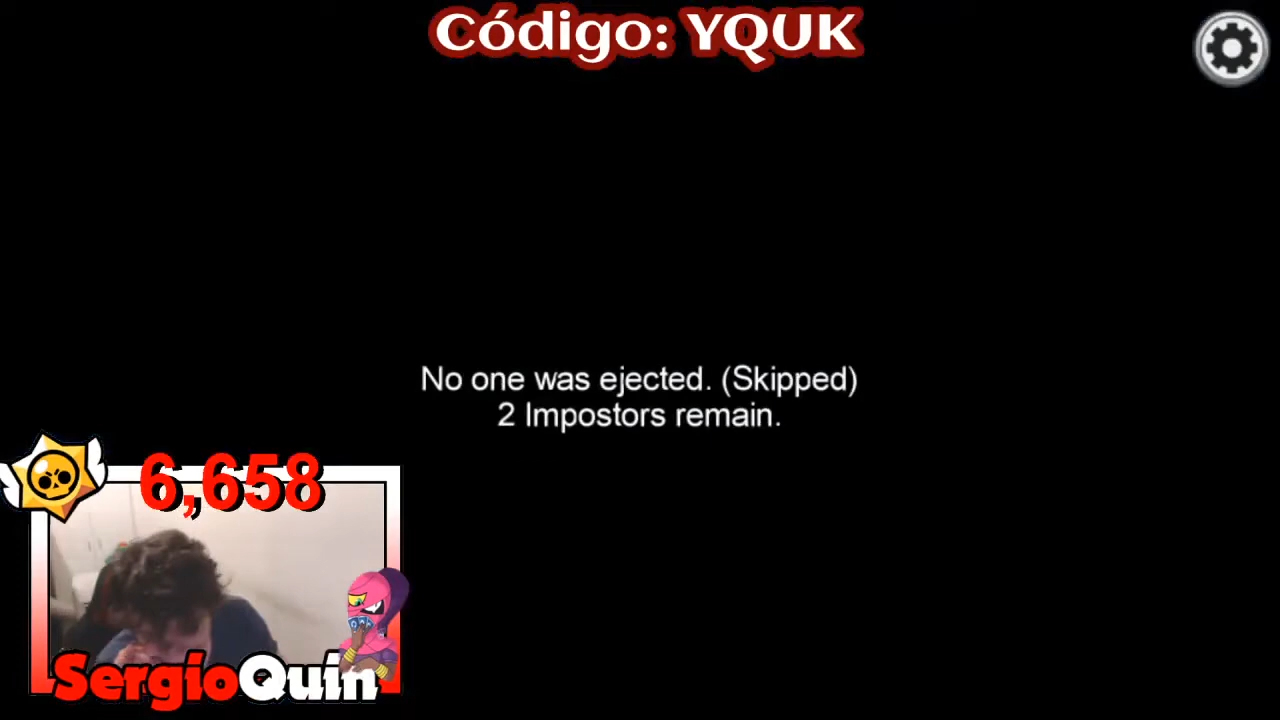 Código: YQUK
No one was ejected. (Skipped)
2 Impostors remain.
6,658
SergioQuin